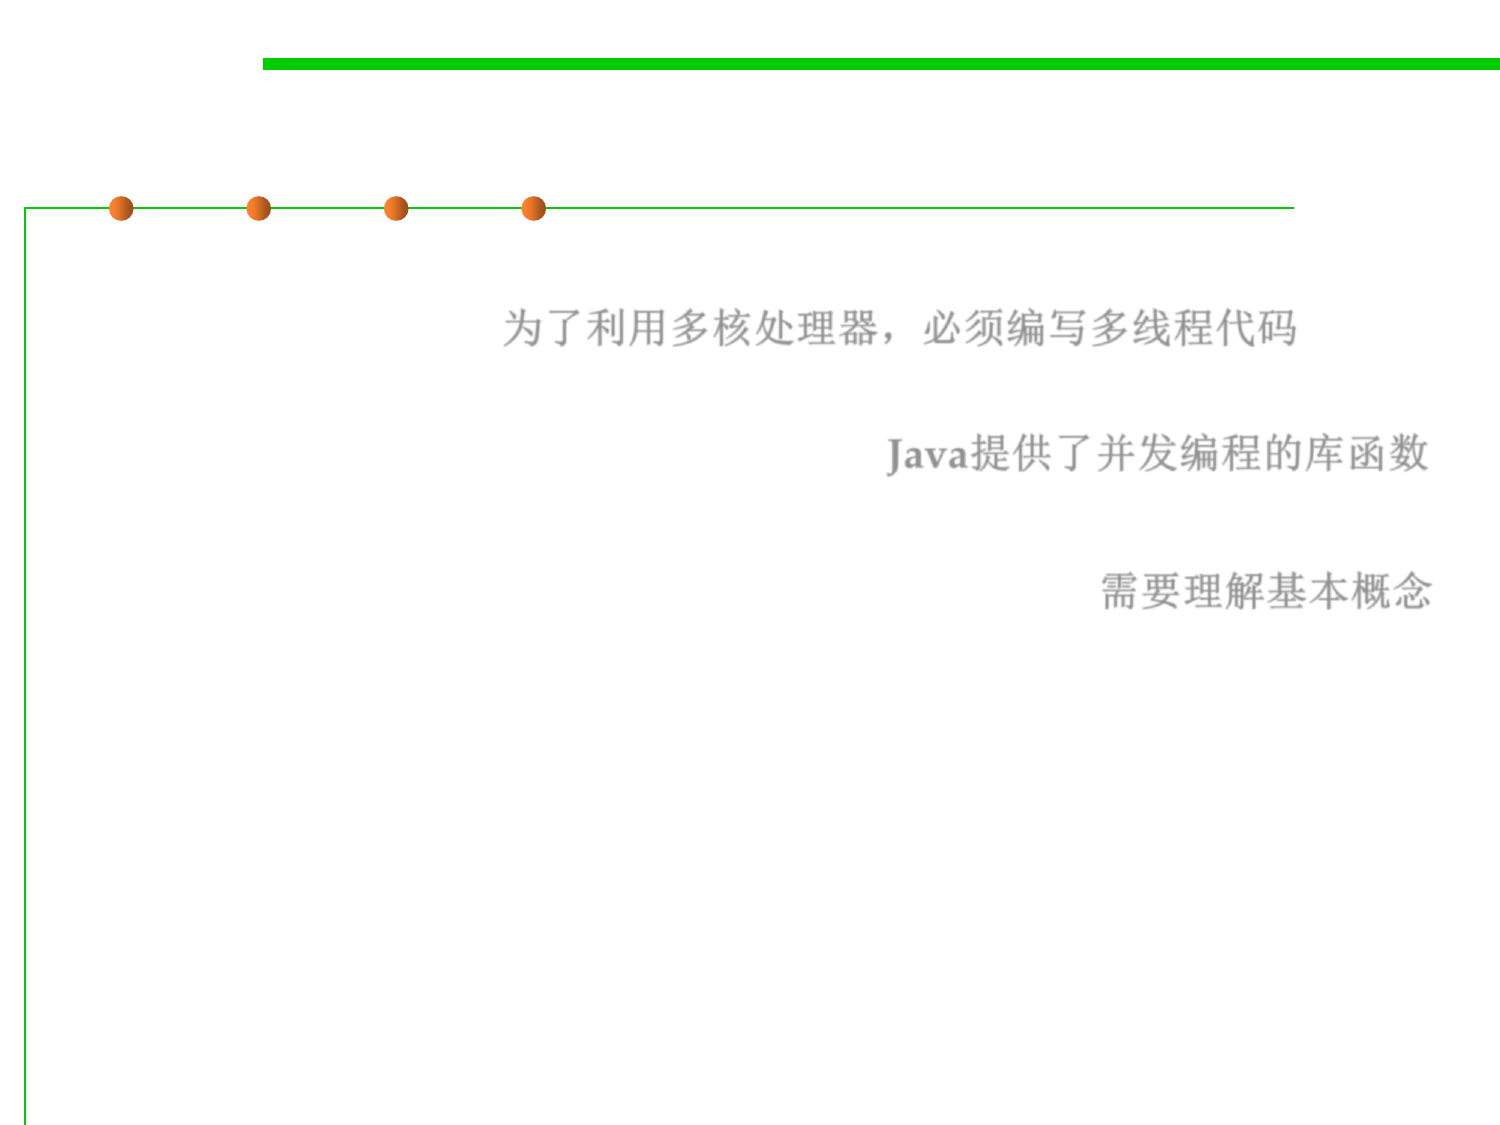 为了利用多核处理器，必须编写多线程代码
Java提供了并发编程的库函数
需要理解基本概念